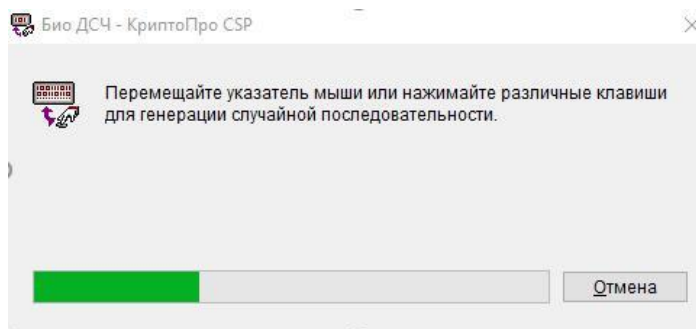 Био ДСЧ - КриптоПро CSP
Перемещайте указатель мыши или нажимайте различные клавиши
для генерации случайной последовательности.
Отмена